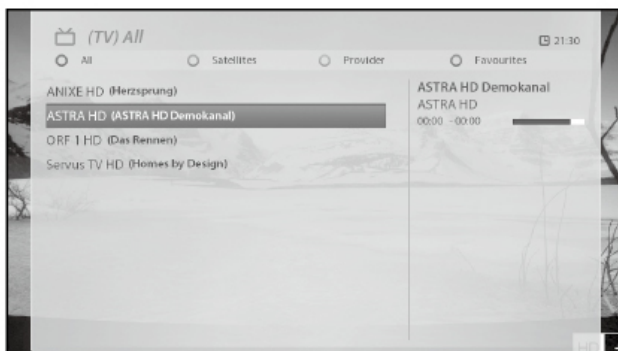 (TV) All
21:30
All Satellites Provider Favourites
ANIXE HD (Herzsprung)
ASTRA HD (ASTRA HD Demokanal)
ORF 1 HD (Das Rennen)
Servus TV HD (Homes by Design)
ASTRA HD Demokanal
ASTRA HD
00:00 - 00:00
HD